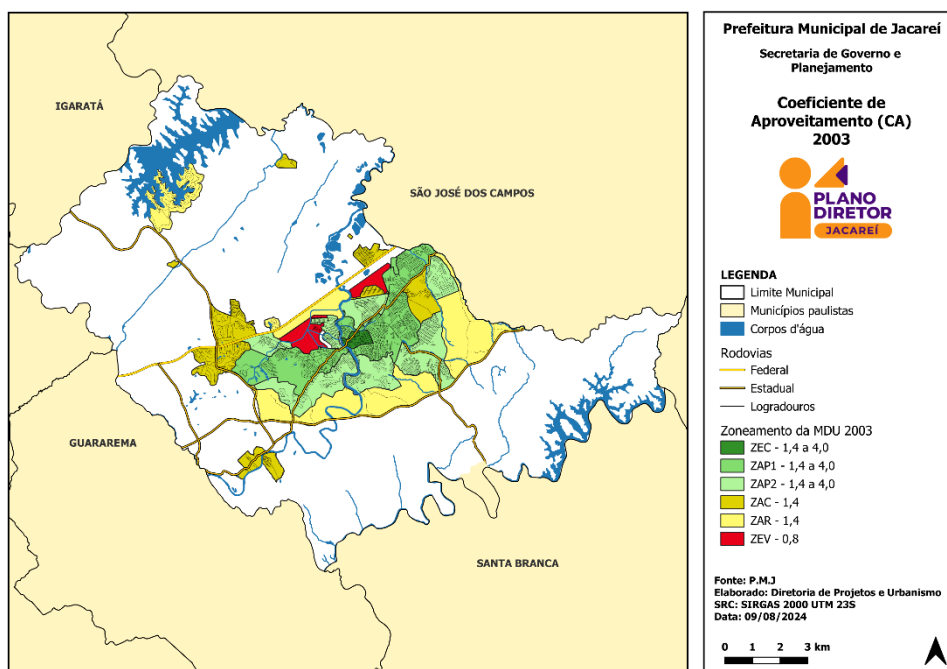 IGARATÁ
SÃO JOSÉ DOS CAMPOS
GUARAREMA
SANTA BRANCA
Prefeitura Municipal de Jacareí
Secretaria de Governo e
Planejamento
Coeficiente de
Aproveitamento (CA)
2003
PLANO
DIRETOR
JACAREÍ
LEGENDA
Limite Municipal
Municípios paulistas
Corpos d'água
Rodovias
Federal
Estadual
Logradouros
Zoneamento da MDU 2003
ZEC - 1,4 a 4,0
ZAP1 - 1,4 a 4,0
ZAP2 - 1,4 a 4,0
ZAC - 1,4
ZAR - 1,4
ZEV - 0,8
Fonte: P.M.J
Elaborado: Diretoria de Projetos e Urbanismo
SRC: SIRGAS 2000 UTM 23S
Data: 09/08/2024
0 1 2 3 km